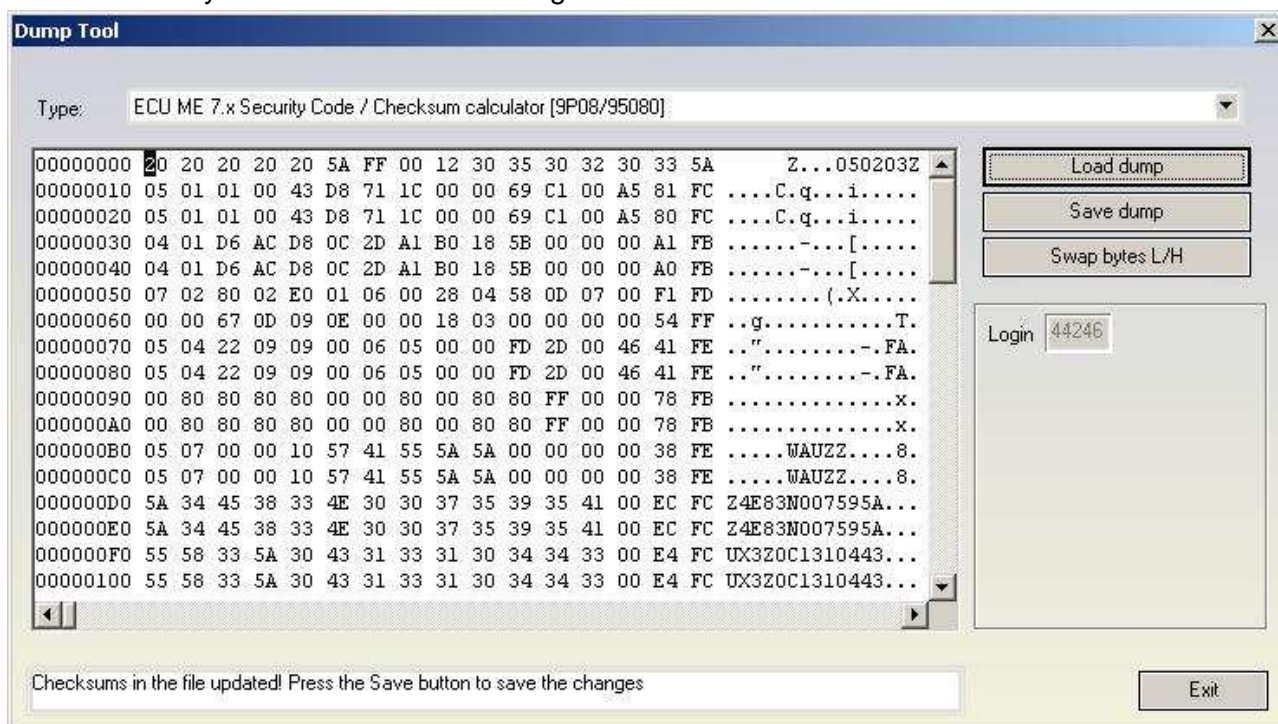 Dump Tool
Type: ECU ME 7.x Security Code / Checksum calculator [9P08/95080]
00000000 20 20 20 20 20 5A FF 00 12 30 35 30 32 30 33 5A      Z...050203Z
00000010 05 01 01 00 43 D8 71 1C 00 00 69 C1 00 A5 81 FC ....C.q...i.....
00000020 05 01 01 00 43 D8 71 1C 00 00 69 C1 00 A5 80 FC ....C.q...i.....
00000030 04 01 D6 AC D8 0C 2D A1 B0 18 5B 00 00 00 A1 FB ......-...[.....
00000040 04 01 D6 AC D8 0C 2D A1 B0 18 5B 00 00 00 A0 FB ......-...[.....
00000050 07 02 80 02 E0 01 06 00 28 04 58 0D 07 00 F1 FD ........(.X.....
00000060 00 00 67 0D 09 0E 00 00 18 03 00 00 00 00 54 FF ..g...........T.
00000070 05 04 22 09 09 00 06 05 00 00 FD 2D 00 46 41 FE .."........-.FA.
00000080 05 04 22 09 09 00 06 05 00 00 FD 2D 00 46 41 FE .."........-.FA.
00000090 00 80 80 80 80 00 00 80 00 80 80 FF 00 00 78 FB ..............x.
000000A0 00 80 80 80 80 00 00 80 00 80 80 FF 00 00 78 FB ..............x.
000000B0 05 07 00 00 10 57 41 55 5A 5A 00 00 00 00 38 FE .....WAUZZ....8.
000000C0 05 07 00 00 10 57 41 55 5A 5A 00 00 00 00 38 FE .....WAUZZ....8.
000000D0 5A 34 45 38 33 4E 30 30 37 35 39 35 41 00 EC FC Z4E83N007595A...
000000E0 5A 34 45 38 33 4E 30 30 37 35 39 35 41 00 EC FC Z4E83N007595A...
000000F0 55 58 33 5A 30 43 31 33 31 30 34 34 33 00 E4 FC UX3Z0C1310443...
00000100 55 58 33 5A 30 43 31 33 31 30 34 34 33 00 E4 FC UX3Z0C1310443...
Load dump
Save dump
Swap bytes L/H
Login 44246
Checksums in the file updated! Press the Save button to save the changes
Exit